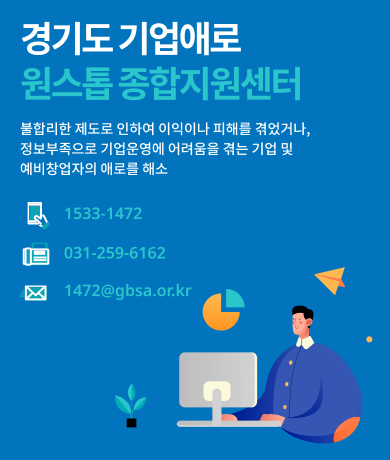 경기도 기업애로
원스톱 종합지원센터
불합리한 제도로 인하여 이익이나 피해를 겪었거나,
정보부족으로 기업운영에 어려움을 겪는 기업 및
예비창업자의 애로를 해소
1533-1472
031-259-6162
1472@gbsa.or.kr